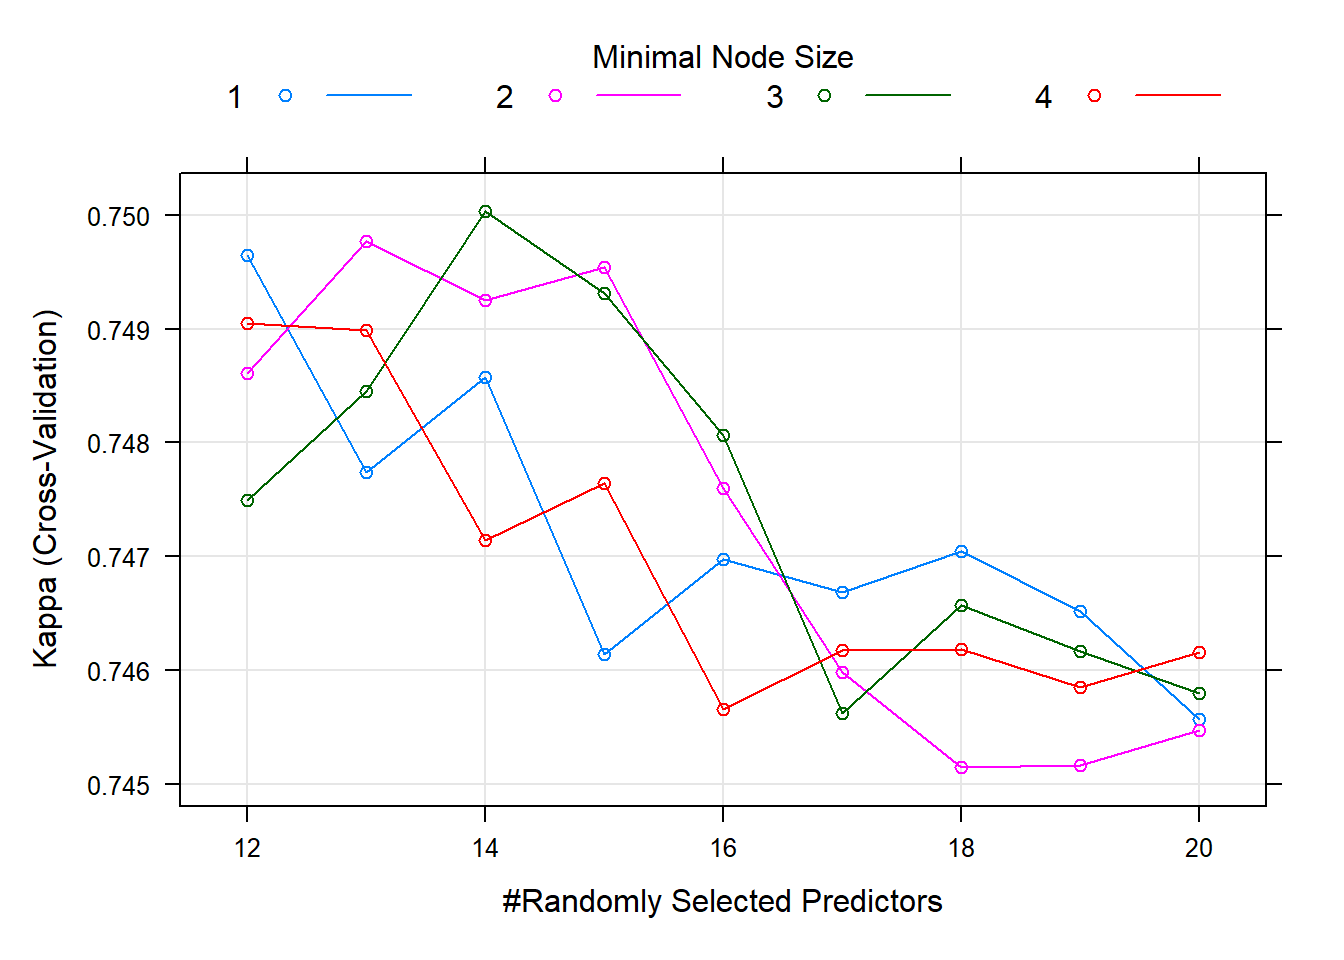 Minimal Node Size
1 2 3 4
0.750
0.749
0.748
0.747
0.746
0.745
Kappa (Cross-Validation)
12 14 16 18 20
#Randomly Selected Predictors